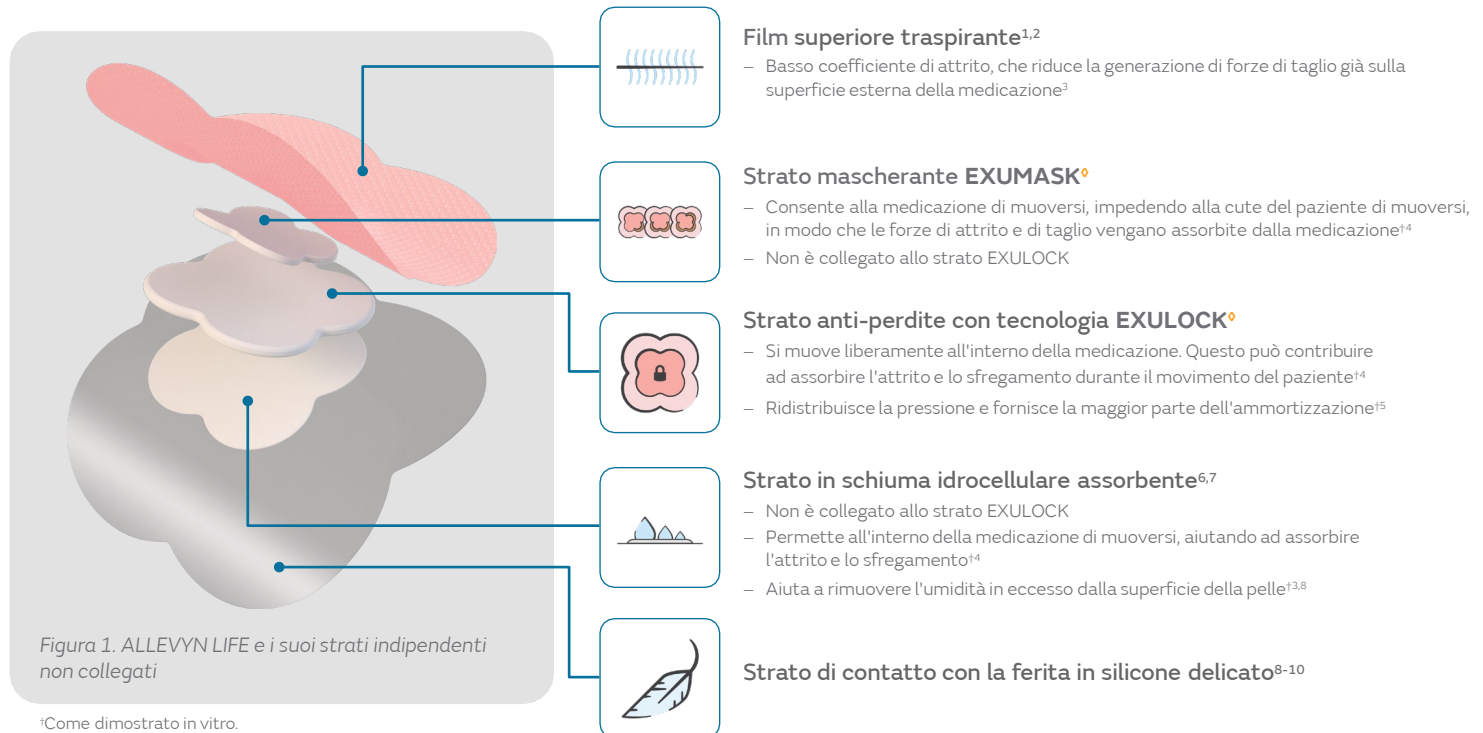 Film superiore traspirante1,2
– Basso coefficiente di attrito, che riduce la generazione di forze di taglio già sulla
superficie esterna della medicazione3
Strato mascherante EXUMASK◊
– Consente alla medicazione di muoversi, impedendo alla cute del paziente di muoversi,
in modo che le forze di attrito e di taglio vengano assorbite dalla medicazione†4
– Non è collegato allo strato EXULOCK
Strato anti-perdite con tecnologia EXULOCK◊
– Si muove liberamente all'interno della medicazione. Questo può contribuire
ad assorbire l'attrito e lo sfregamento durante il movimento del paziente†4
– Ridistribuisce la pressione e fornisce la maggior parte dell'ammortizzazione†5
Strato in schiuma idrocellulare assorbente6,7
– Non è collegato allo strato EXULOCK
– Permette all'interno della medicazione di muoversi, aiutando ad assorbire
l'attrito e lo sfregamento†4
– Aiuta a rimuovere l'umidità in eccesso dalla superficie della pelle†3,8
Strato di contatto con la ferita in silicone delicato8-10
Figura 1. ALLEVYN LIFE e i suoi strati indipendenti
non collegati
†Come dimostrato in vitro.